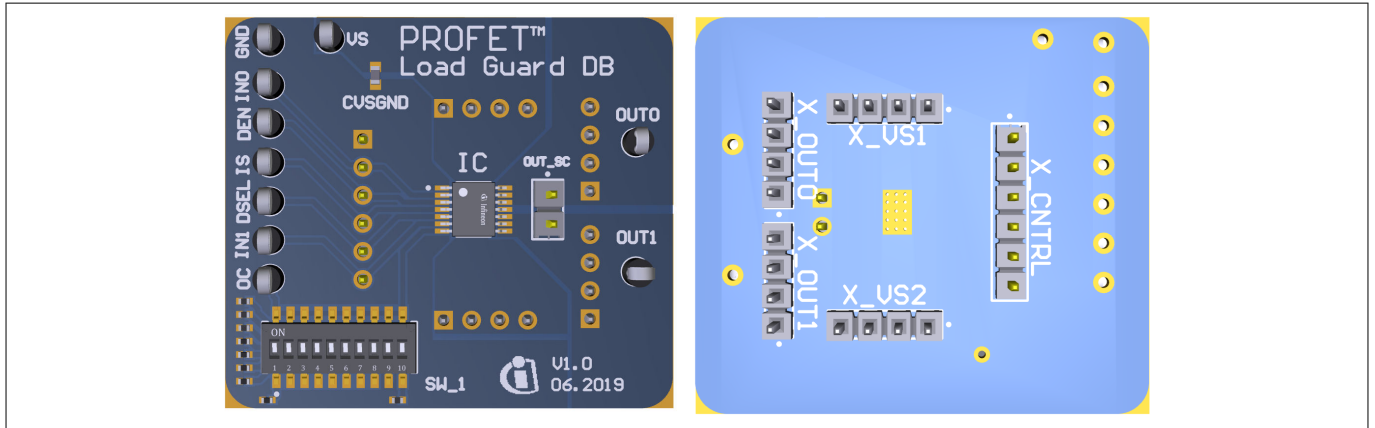 GND
VS
PROFET™
Load Guard DB
IN0
CVSGND
DEN
OUT0
IS
IC
OUT_SC
infineon
DSEL
IN1
OUT1
OC
ON
1 2 3 4 5 6 7 8 9 10
SW_1
V1.0
06.2019
X_OUT0
X_VS1
X_CNTRL
X_OUT1
X_VS2